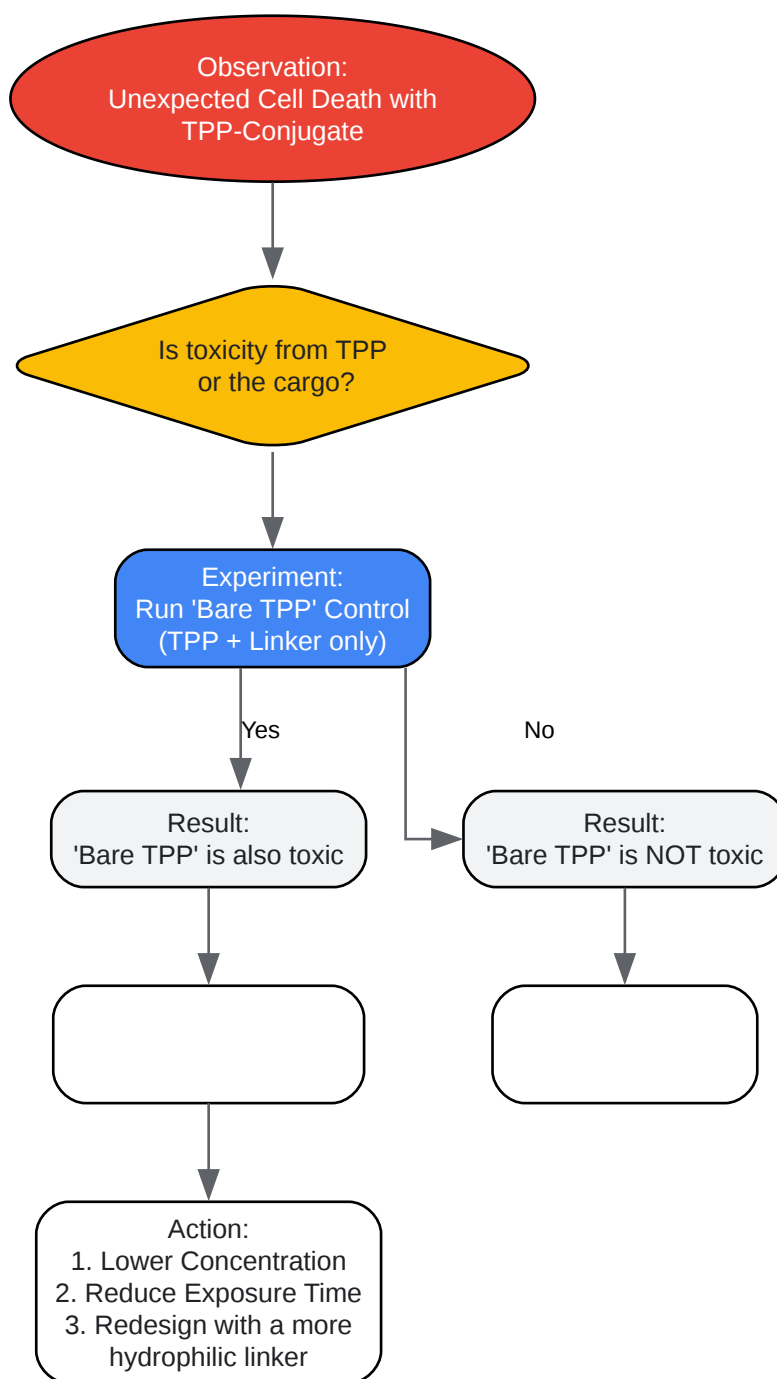 Observation:
Unexpected Cell Death with
TPP-Conjugate
Is toxicity from TPP
or the cargo?
Experiment:
Run 'Bare TPP' Control
(TPP + Linker only)
Yes
No
Result:
'Bare TPP' is also toxic
Result:
'Bare TPP' is NOT toxic
Action:
1. Lower Concentration
2. Reduce Exposure Time
3. Redesign with a more
hydrophilic linker